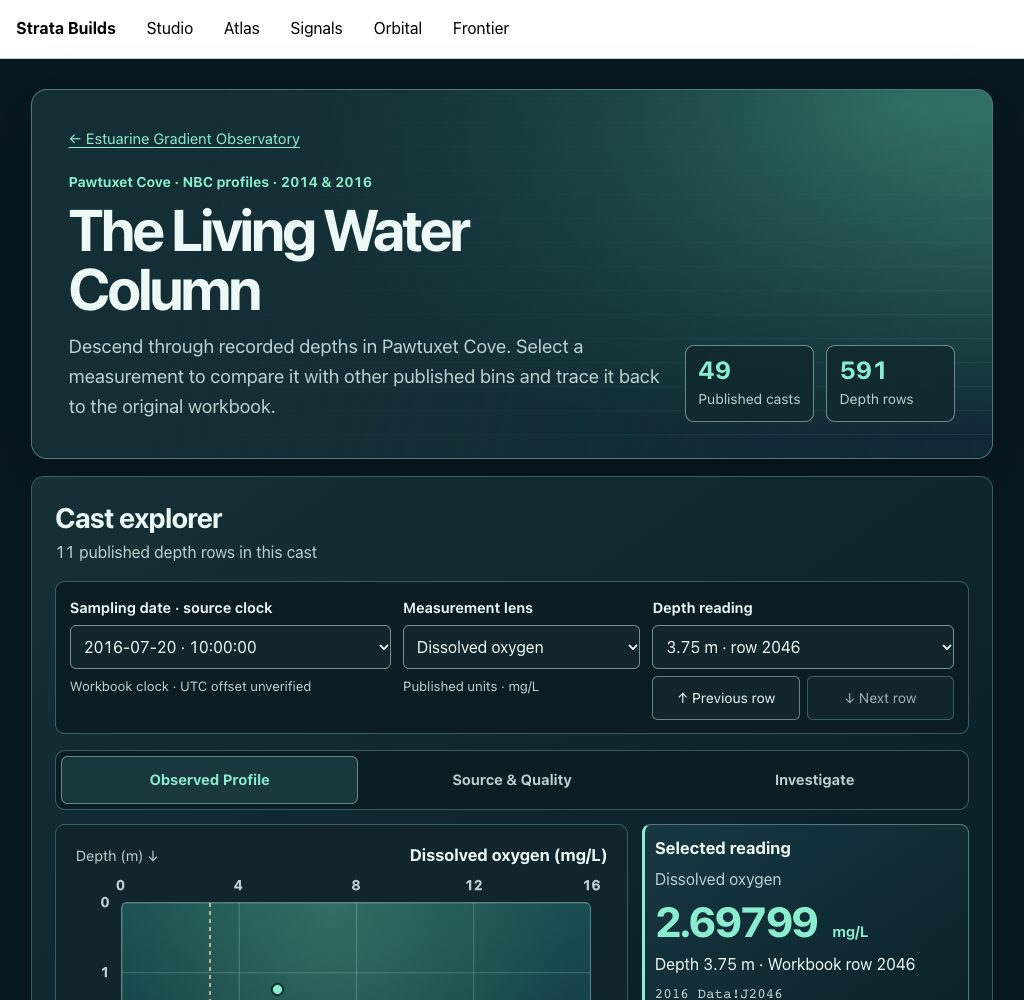 Strata Builds Studio Atlas Signals Orbital Frontier
← Estuarine Gradient Observatory
Pawtuxet Cove · NBC profiles · 2014 & 2016
The Living Water
Column
Descend through recorded depths in Pawtuxet Cove. Select a
measurement to compare it with other published bins and trace it back
to the original workbook.
49
Published casts
591
Depth rows
Cast explorer
11 published depth rows in this cast
Sampling date · source clock
2016-07-20 · 10:00:00
Workbook clock · UTC offset unverified
Measurement lens
Dissolved oxygen
Published units · mg/L
Depth reading
3.75 m · row 2046
↑ Previous row
↓ Next row
Observed Profile
Source & Quality
Investigate
Depth (m) ↓
Dissolved oxygen (mg/L)
0 4 8 12 16
0
1
Selected reading
Dissolved oxygen
2.69799 mg/L
Depth 3.75 m · Workbook row 2046
2016 Data!J2046